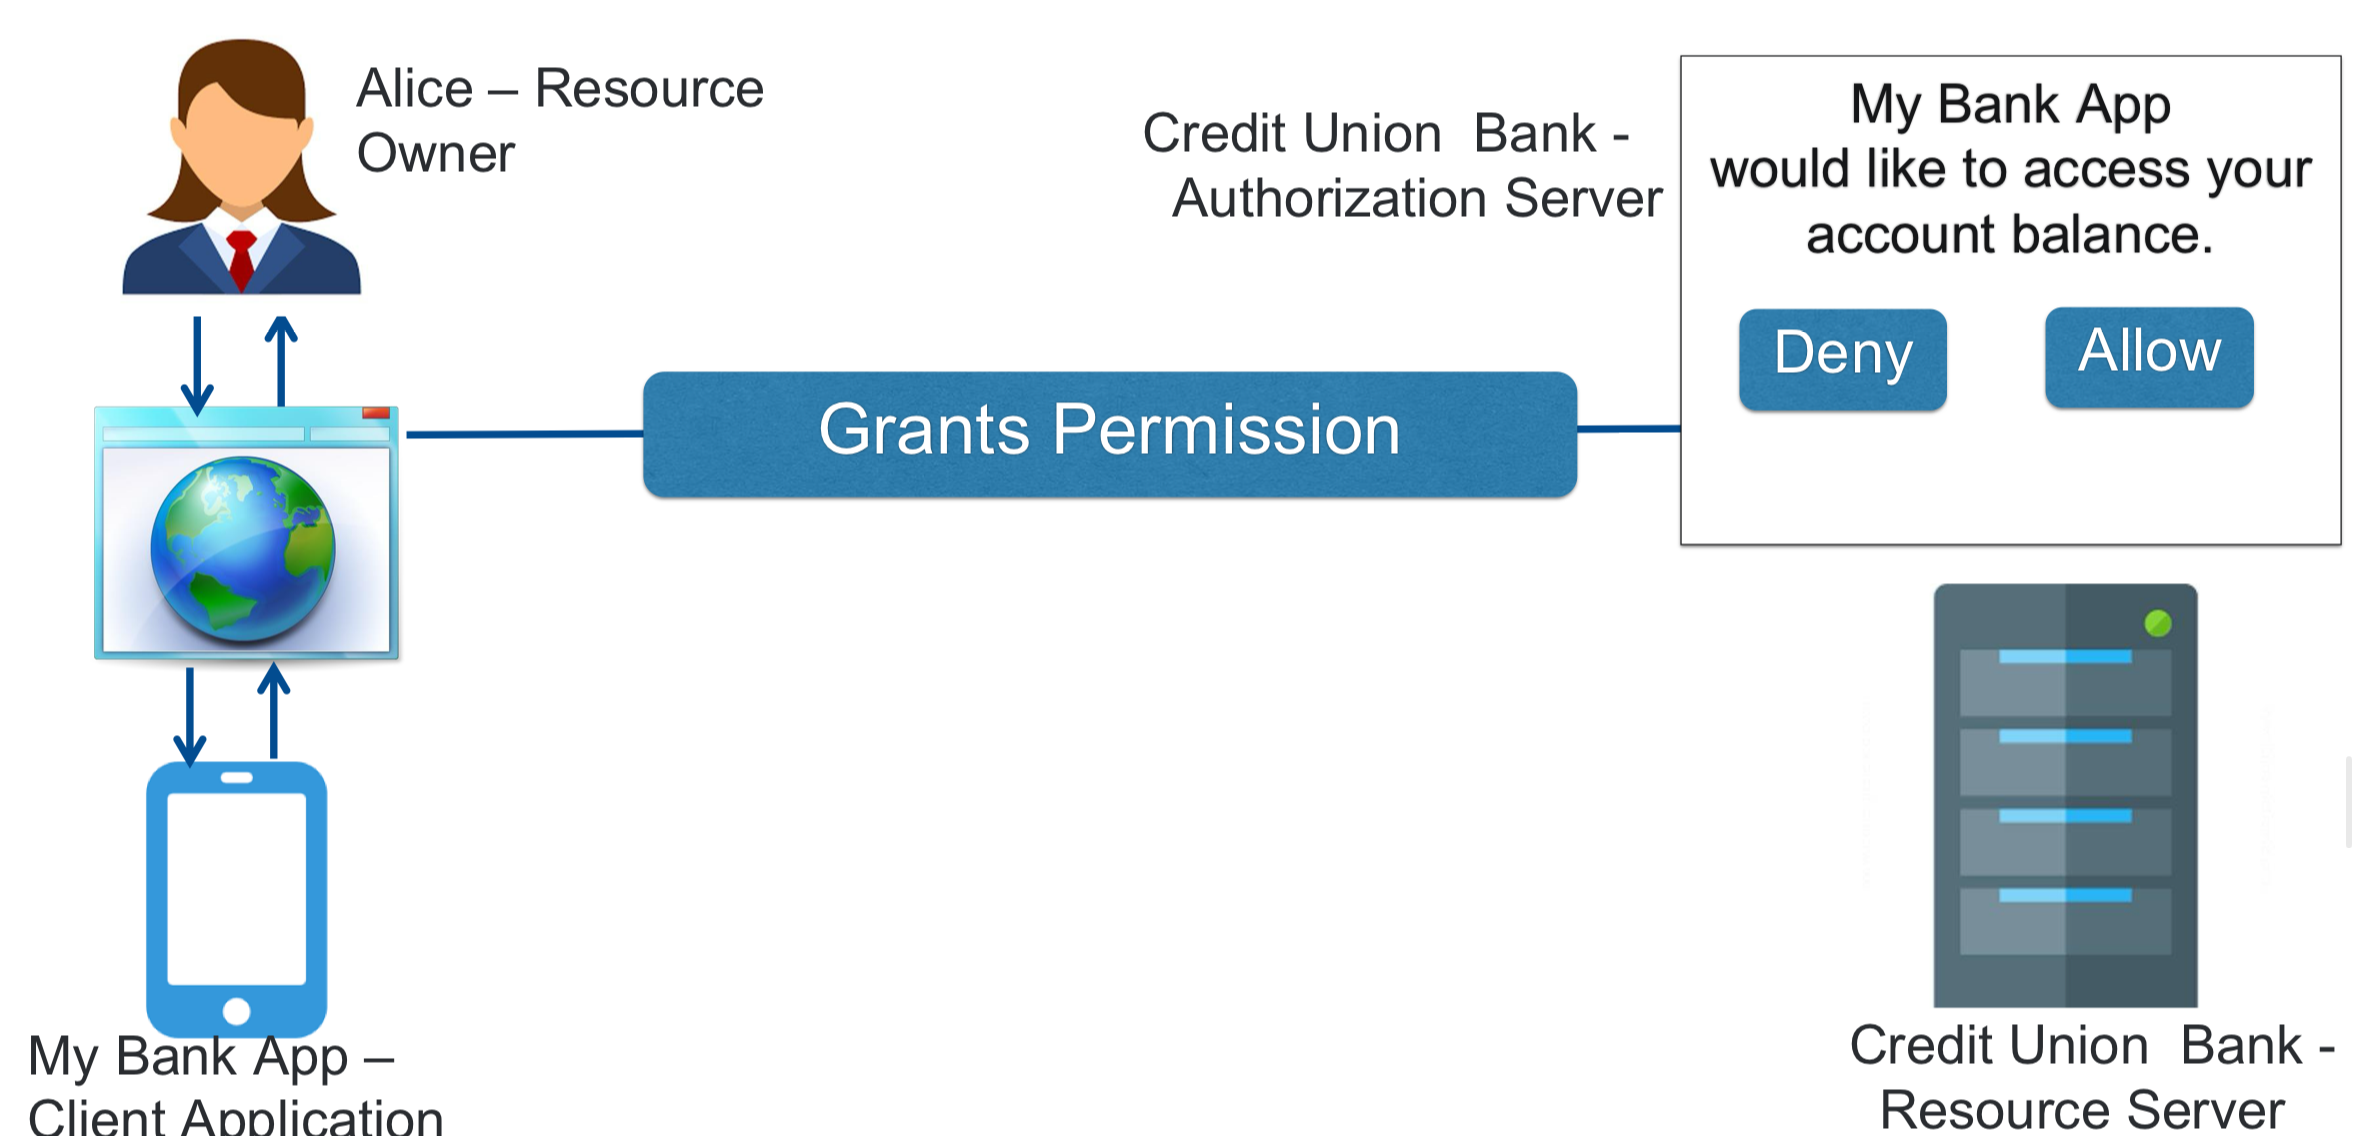 Alice – Resource
Owner
Credit Union  Bank -
Authorization Server
My Bank App
would like to access your
account balance.
Deny
Allow
Grants Permission
My Bank App –
Client Application
Credit Union  Bank -
Resource Server